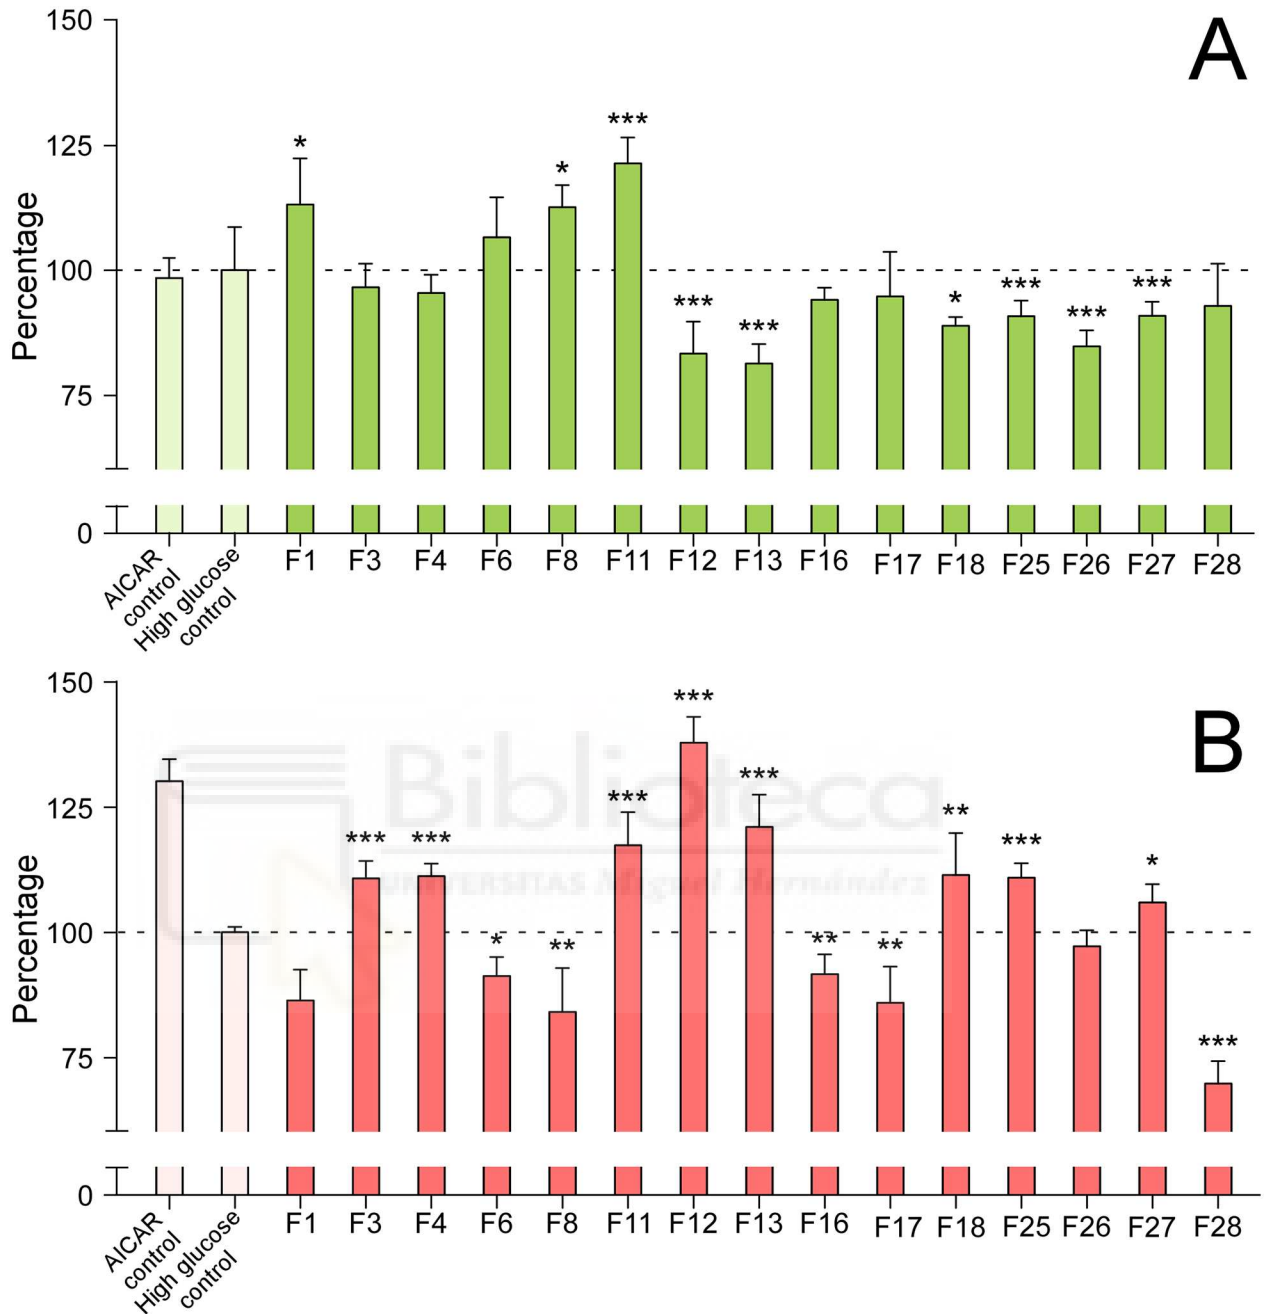 A
150
125
100
75
0
Percentage
* * *** *** *** * *** *** ***
AICAR
control
High glucose
control
F1 F3 F4 F6 F8 F11 F12 F13 F16 F17 F18 F25 F26 F27 F28
B
150
125
100
75
0
Percentage
*** *** * ** *** *** *** ** ** ** *** * ***
Biblioteca
UNIVERSITAS Miguel Hernández
AICAR
control
High glucose
control
F1 F3 F4 F6 F8 F11 F12 F13 F16 F17 F18 F25 F26 F27 F28